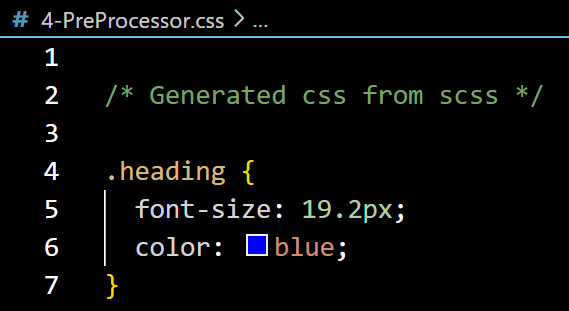 # 4-PreProcessor.css > ...
1
2 /* Generated css from scss */
3
4 .heading {
5 font-size: 19.2px;
6 color: blue;
7 }